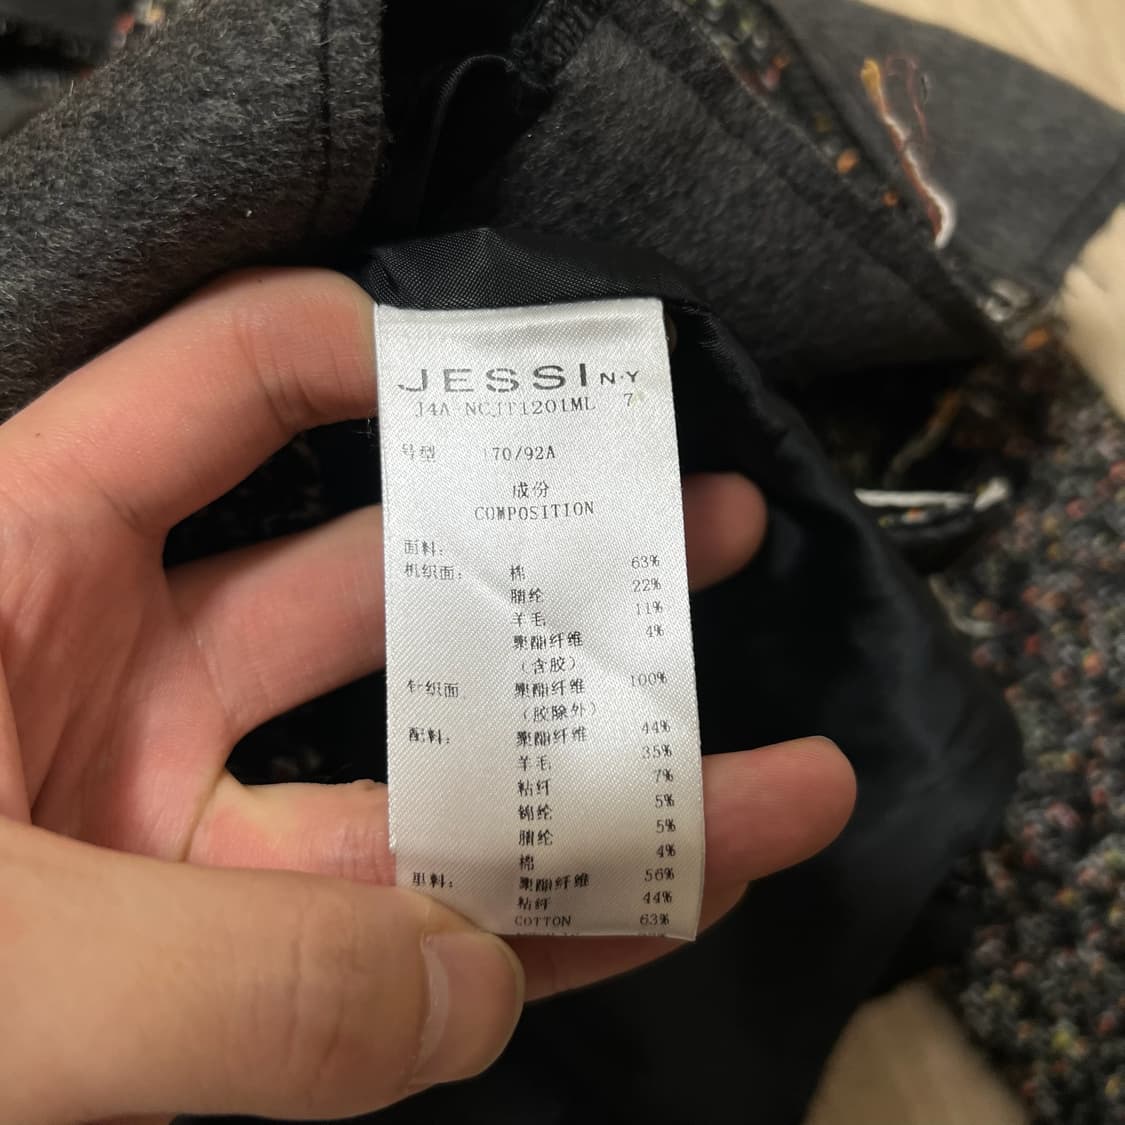 JESSI N·Y
J4A NCJT1201ML 7
号型 170/92A
成份
COMPOSITION
面料:
机织面: 棉 63%
腈纶 22%
羊毛 11%
聚酯纤维 4%
(含胶)
针织面 聚酯纤维 100%
(胶除外)
配料: 聚酯纤维 44%
羊毛 35%
粘纤 7%
锦纶 5%
腈纶 5%
棉 4%
里料: 聚酯纤维 56%
粘纤 44%
COTTON 63%